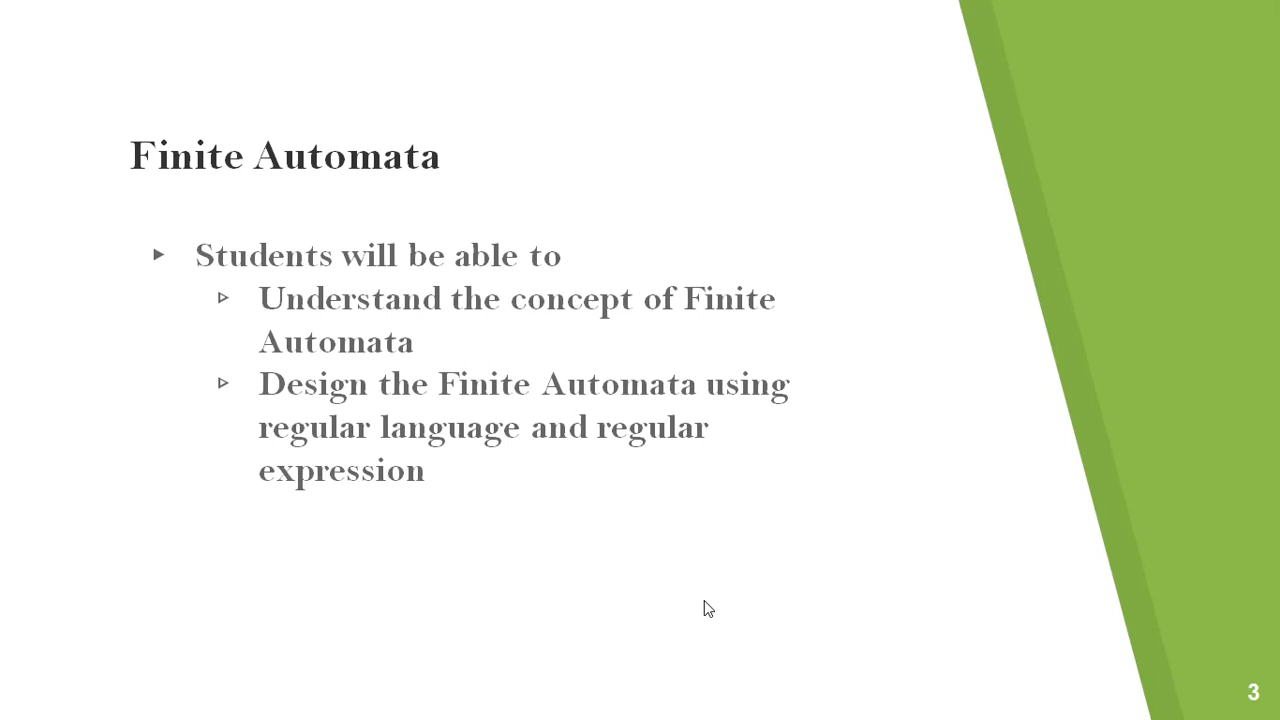 Finite Automata
Students will be able to
Understand the concept of Finite
Automata
Design the Finite Automata using
regular language and regular
expression
3